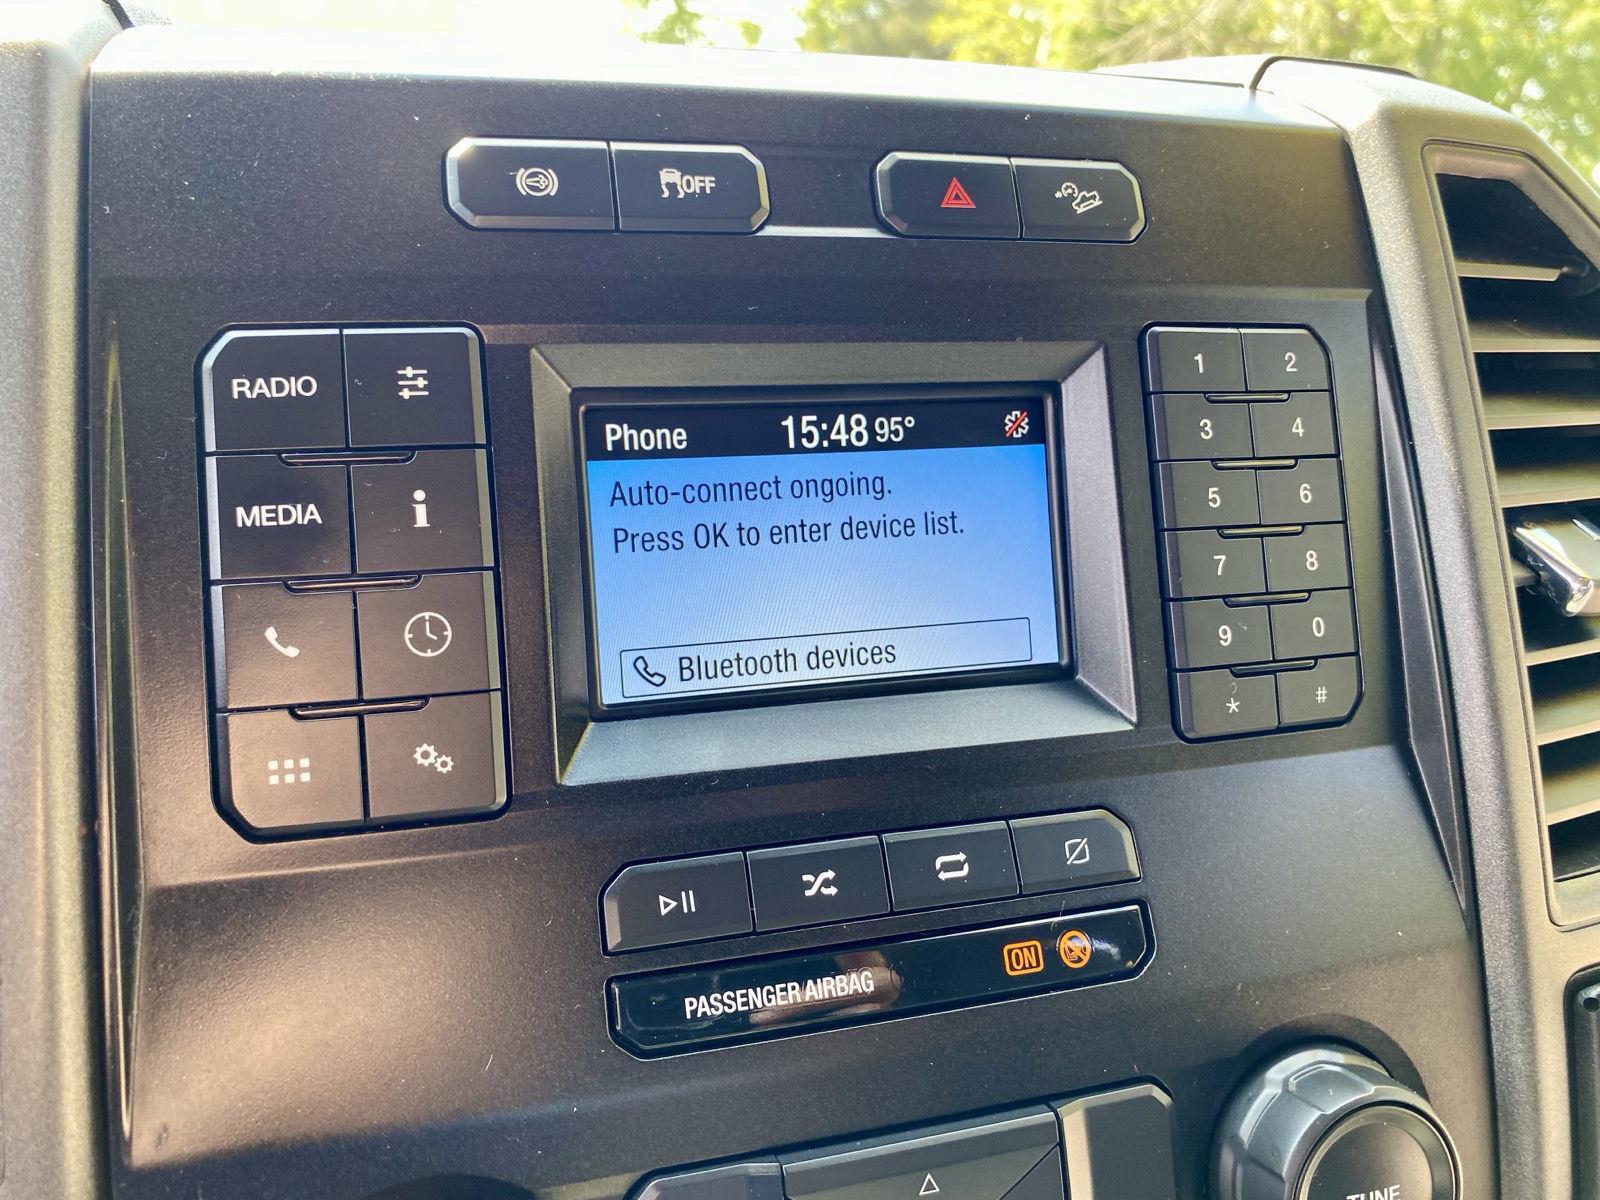 OFF
RADIO
MEDIA
Phone 15:48 95°
Auto-connect ongoing.
Press OK to enter device list.
Bluetooth devices
1 2
3 4
5 6
7 8
9 0
* #
PASSENGER AIRBAG ON
TUNE